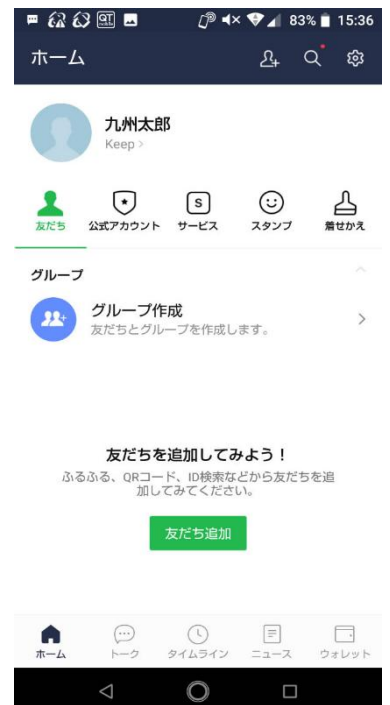 83% 15:36
ホーム
九州太郎
Keep >
友だち 公式アカウント サービス スタンプ 着せかえ
グループ
グループ作成
友だちとグループを作成します。
友だちを追加してみよう！
ふるふる、QRコード、ID検索などから友だちを追
加してみてください。
友だち追加
ホーム トーク タイムライン ニュース ウォレット